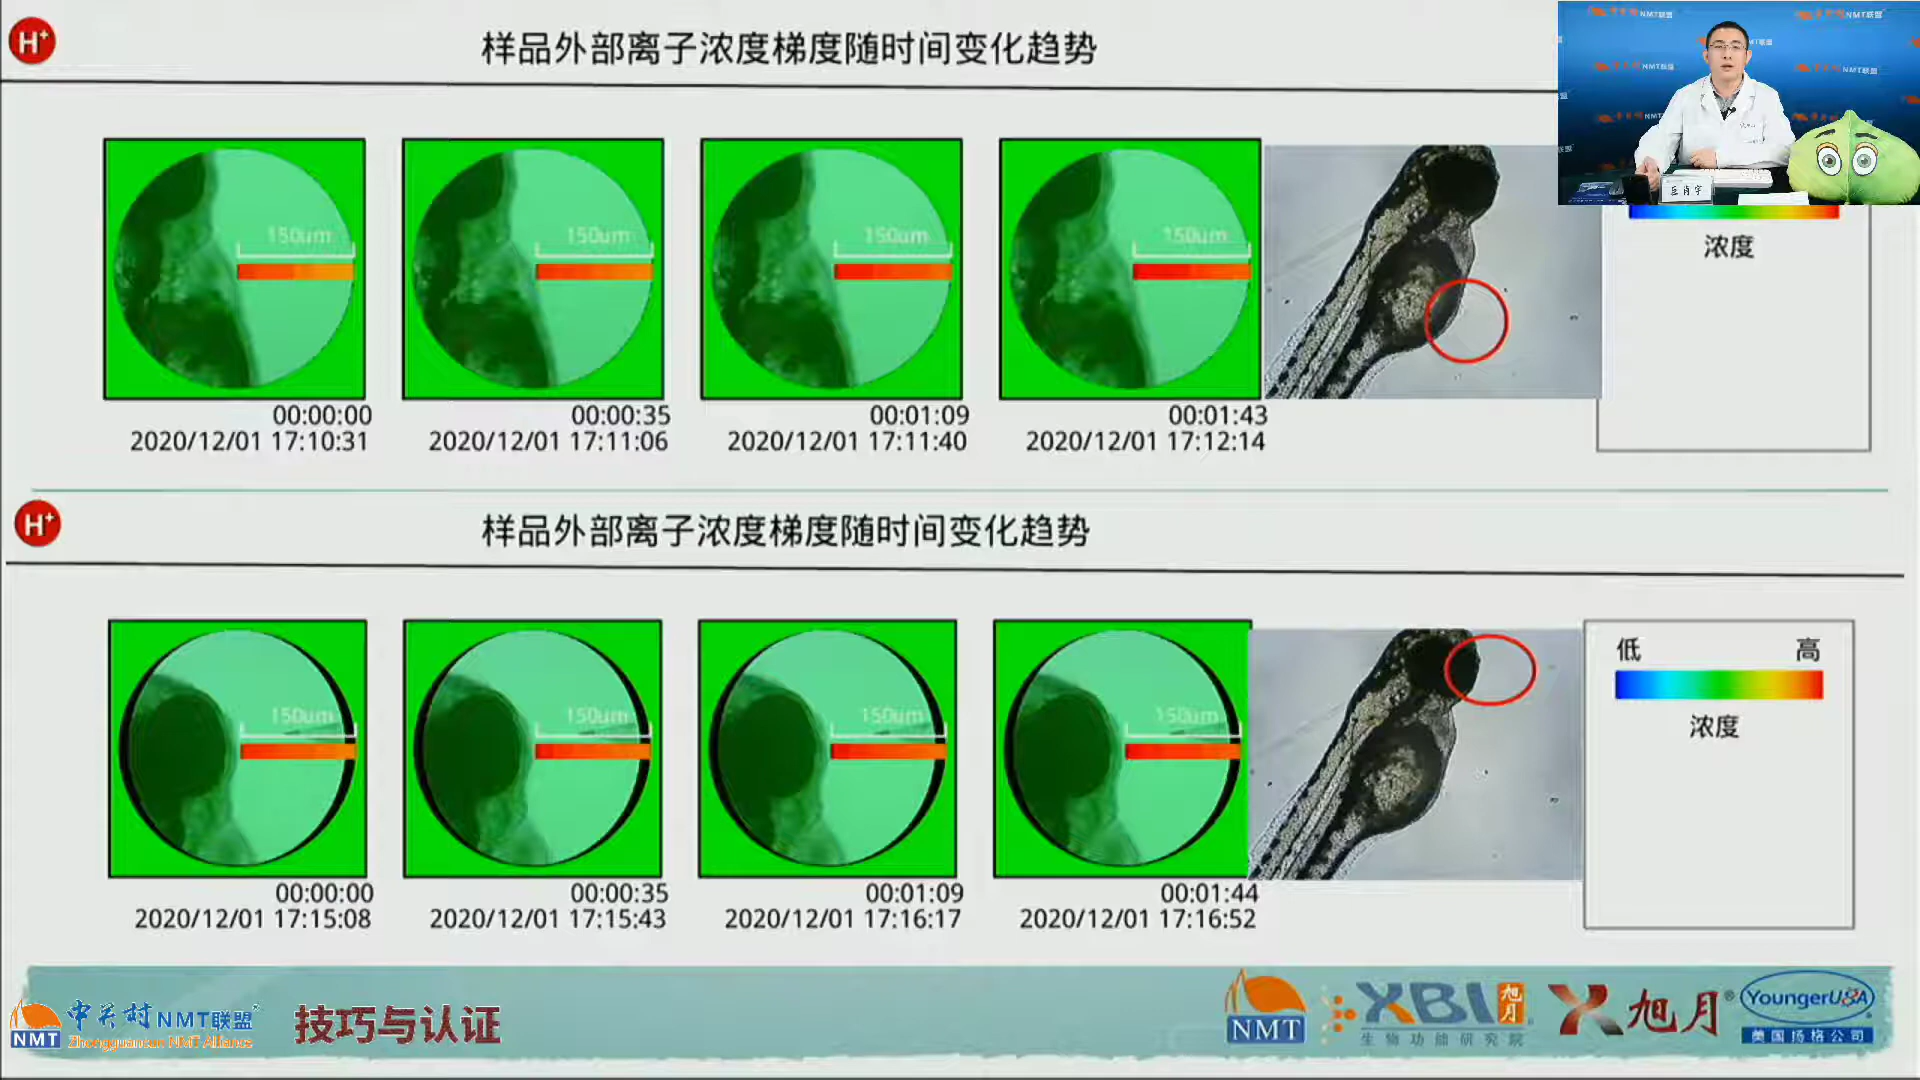 H⁺
样品外部离子浓度梯度随时间变化趋势
150um
150um
150um
150um
00:00:00
2020/12/01 17:10:31
00:00:35
2020/12/01 17:11:06
00:01:09
2020/12/01 17:11:40
00:01:43
2020/12/01 17:12:14
浓度
H⁺
样品外部离子浓度梯度随时间变化趋势
150um
150um
150um
150um
00:00:00
2020/12/01 17:15:08
00:00:35
2020/12/01 17:15:43
00:01:09
2020/12/01 17:16:17
00:01:44
2020/12/01 17:16:52
低 高
浓度
NMT 中关村NMT联盟
Zhongguancun NMT Alliance
技巧与认证
NMT
XBI 旭月
生物功能研究院
旭月®
YoungerUSA
美国扬格公司